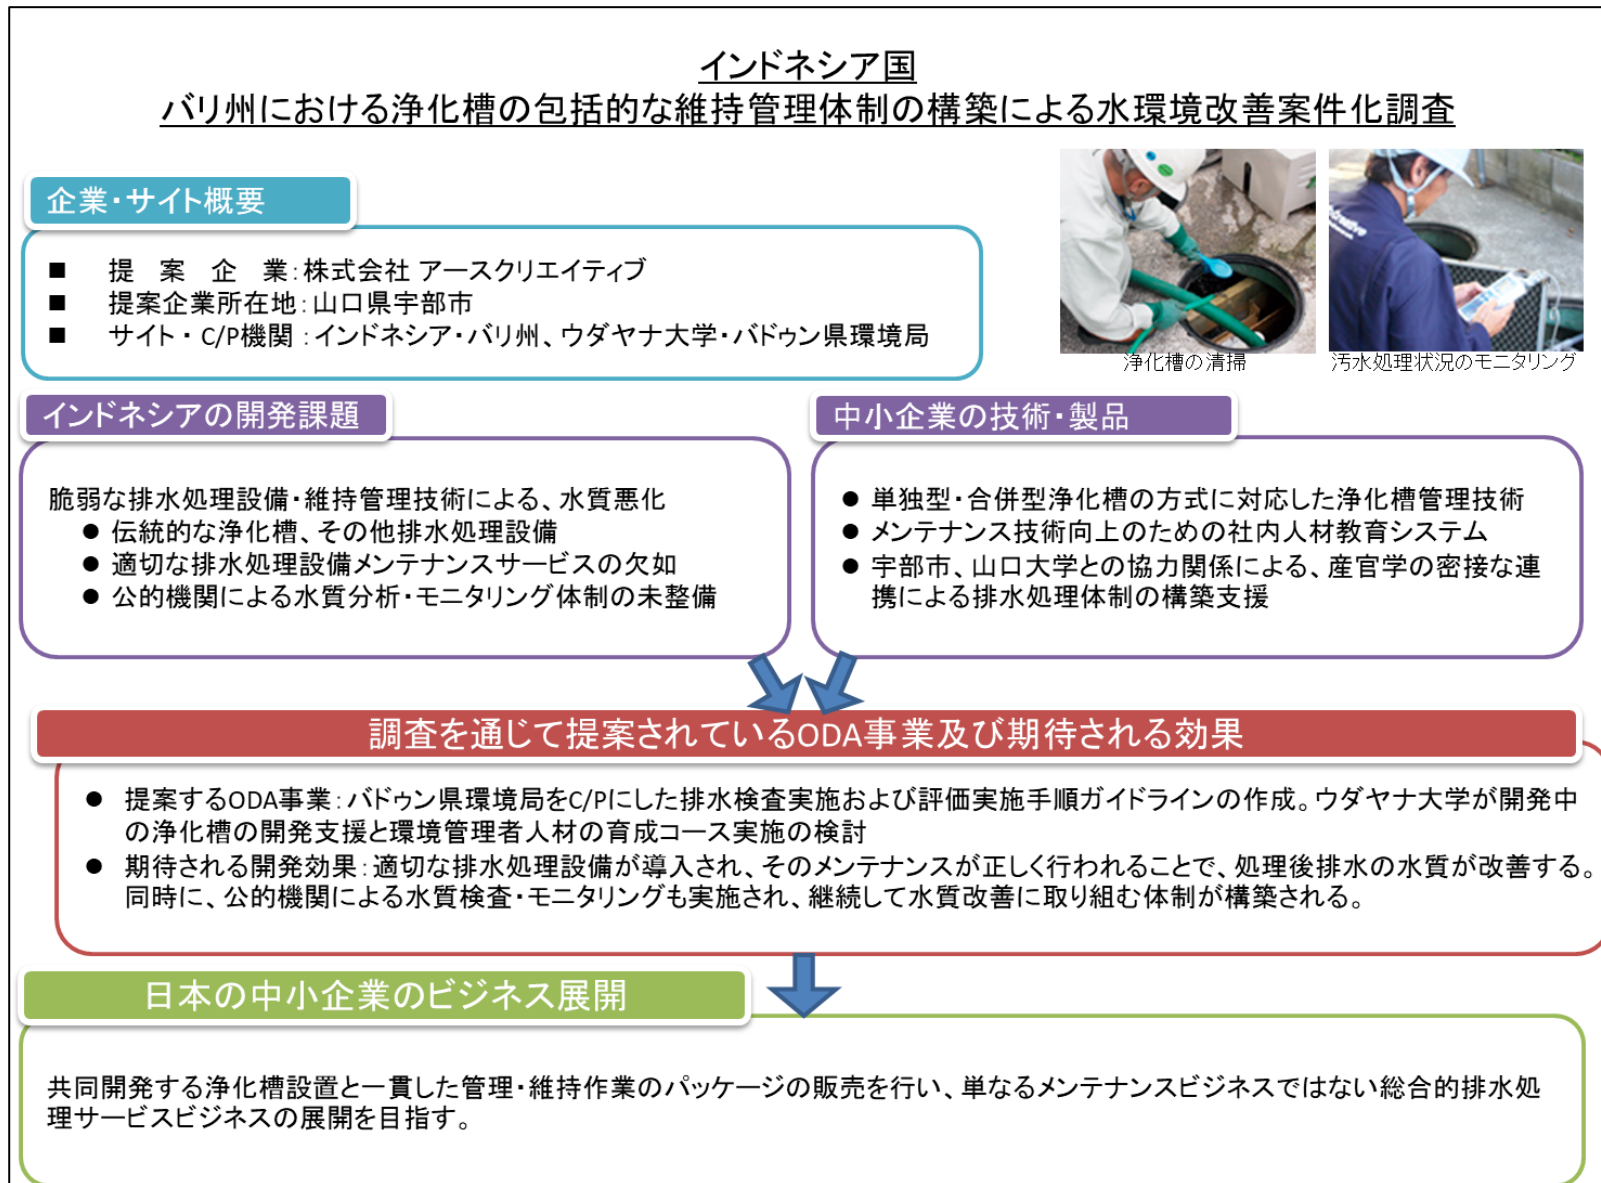 インドネシア国
バリ州における浄化槽の包括的な維持管理体制の構築による水環境改善案件化調査
企業・サイト概要
■ 提 案 企 業：株式会社 アースクリエイティブ
■ 提案企業所在地：山口県宇部市
■ サイト・C/P機関：インドネシア・バリ州、ウダヤナ大学・バドゥン県環境局
浄化槽の清掃
汚水処理状況のモニタリング
インドネシアの開発課題
脆弱な排水処理設備・維持管理技術による、水質悪化
● 伝統的な浄化槽、その他排水処理設備
● 適切な排水処理設備メンテナンスサービスの欠如
● 公的機関による水質分析・モニタリング体制の未整備
中小企業の技術・製品
● 単独型・合併型浄化槽の方式に対応した浄化槽管理技術
● メンテナンス技術向上のための社内人材教育システム
● 宇部市、山口大学との協力関係による、産官学の密接な連
携による排水処理体制の構築支援
調査を通じて提案されているODA事業及び期待される効果
● 提案するODA事業：バドゥン県環境局をC/Pにした排水検査実施および評価実施手順ガイドラインの作成。ウダヤナ大学が開発中
の浄化槽の開発支援と環境管理者人材の育成コース実施の検討
● 期待される開発効果：適切な排水処理設備が導入され、そのメンテナンスが正しく行われることで、処理後排水の水質が改善する。
同時に、公的機関による水質検査・モニタリングも実施され、継続して水質改善に取り組む体制が構築される。
日本の中小企業のビジネス展開
共同開発する浄化槽設置と一貫した管理・維持作業のパッケージの販売を行い、単なるメンテナンスビジネスではない総合的排水処
理サービスビジネスの展開を目指す。